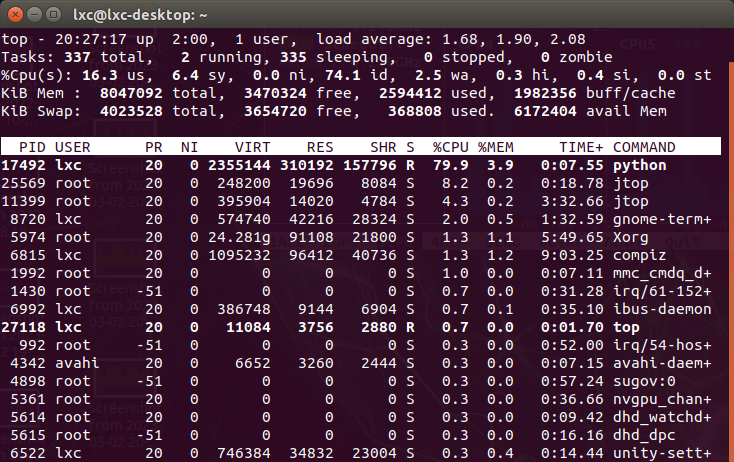 lxc@lxc-desktop: ~
top - 20:27:17 up  2:00,  1 user,  load average: 1.68, 1.90, 2.08
Tasks: 337 total,   2 running, 335 sleeping,   0 stopped,   0 zombie
%Cpu(s): 16.3 us,  6.4 sy,  0.0 ni, 74.1 id,  2.5 wa,  0.3 hi,  0.4 si,  0.0 st
KiB Mem :  8047092 total,  3470324 free,  2594412 used,  1982356 buff/cache
KiB Swap:  4023528 total,  3654720 free,   368808 used.  6172404 avail Mem
PID USER      PR  NI    VIRT    RES    SHR S  %CPU %MEM     TIME+ COMMAND
17492 lxc       20   0 2355144 310192 157796 R  79.9  3.9   0:07.55 python
25569 root      20   0  248200  19696   8084 S   8.2  0.2   0:18.78 jtop
11399 root      20   0  395904  14020   4784 S   4.3  0.2   3:32.66 jtop
8720 lxc       20   0  574740  42216  28324 S   2.0  0.5   1:32.59 gnome-term+
5974 root      20   0 24.281g  91108  21800 S   1.3  1.1   5:49.65 Xorg
6815 lxc       20   0 1095232  96412  40736 S   1.3  1.2   9:03.25 compiz
1992 root      20   0       0      0      0 S   1.0  0.0   0:07.11 mmc_cmdq_d+
1430 root     -51   0       0      0      0 S   0.7  0.0   0:31.28 irq/61-152+
6992 lxc       20   0  386748   9144   6904 S   0.7  0.1   0:35.10 ibus-daemon
27118 lxc       20   0   11084   3756   2880 R   0.7  0.0   0:01.70 top
992 root     -51   0       0      0      0 S   0.3  0.0   0:52.00 irq/54-hos+
4342 avahi     20   0    6652   3260   2444 S   0.3  0.0   0:07.15 avahi-daem+
4898 root     -51   0       0      0      0 S   0.3  0.0   0:57.24 sugov:0
5361 root      20   0       0      0      0 S   0.3  0.0   0:36.66 nvgpu_chan+
5614 root      20   0       0      0      0 S   0.3  0.0   0:09.42 dhd_watchd+
5615 root     -51   0       0      0      0 S   0.3  0.0   0:16.16 dhd_dpc
6522 lxc       20   0  746384  34832  23004 S   0.3  0.4   0:14.44 unity-sett+